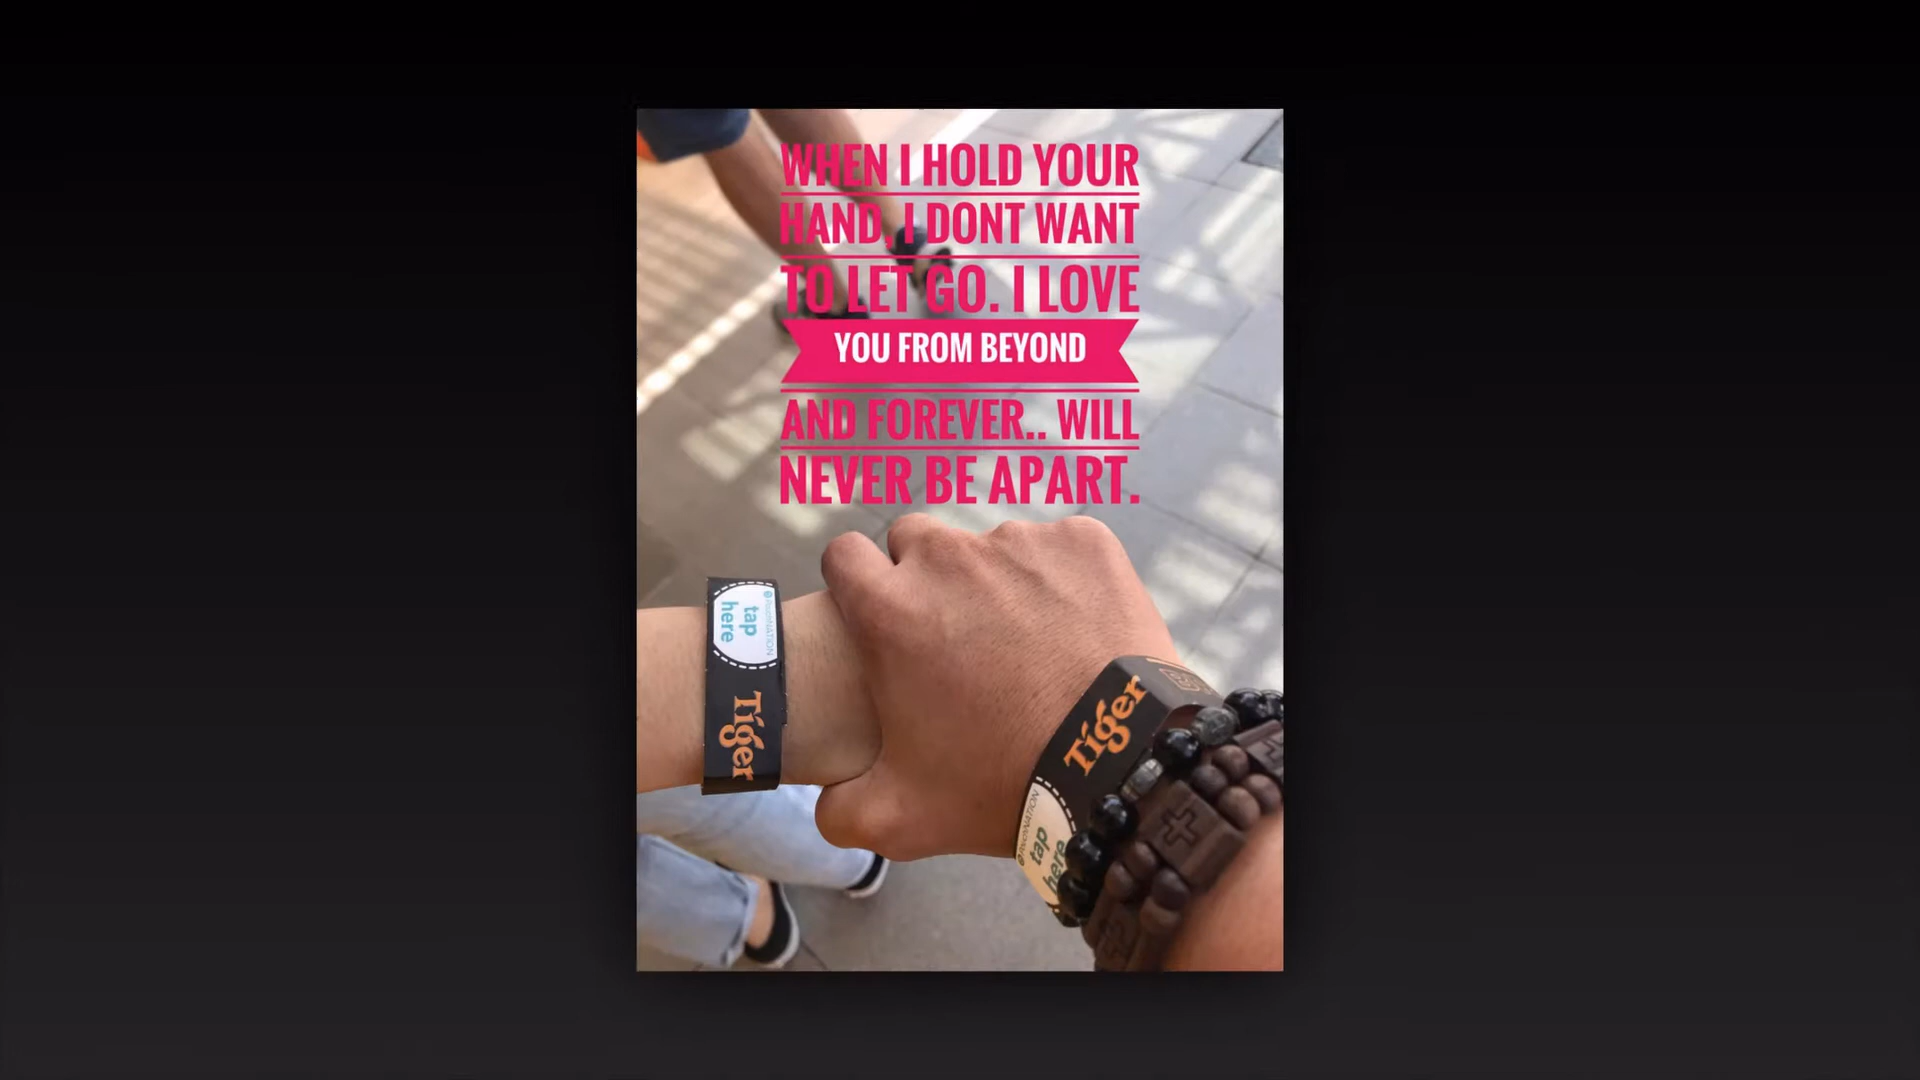 WHEN I HOLD YOUR
HAND, I DONT WANT
TO LET GO. I LOVE
YOU FROM BEYOND
AND FOREVER.. WILL
NEVER BE APART.
tap
here
Tiger
Tiger
tap
here